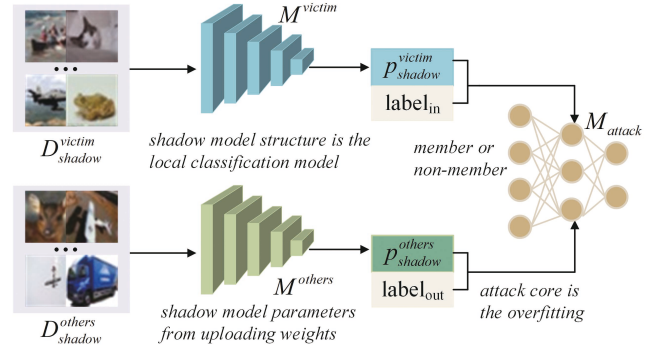 M^victim
p^victim_shadow
label_in
M_attack
D^victim_shadow
shadow model structure is the
local classification model
member or
non-member
p^others_shadow
label_out
M^others
D^others_shadow
shadow model parameters
from uploading weights
attack core is
the overfitting